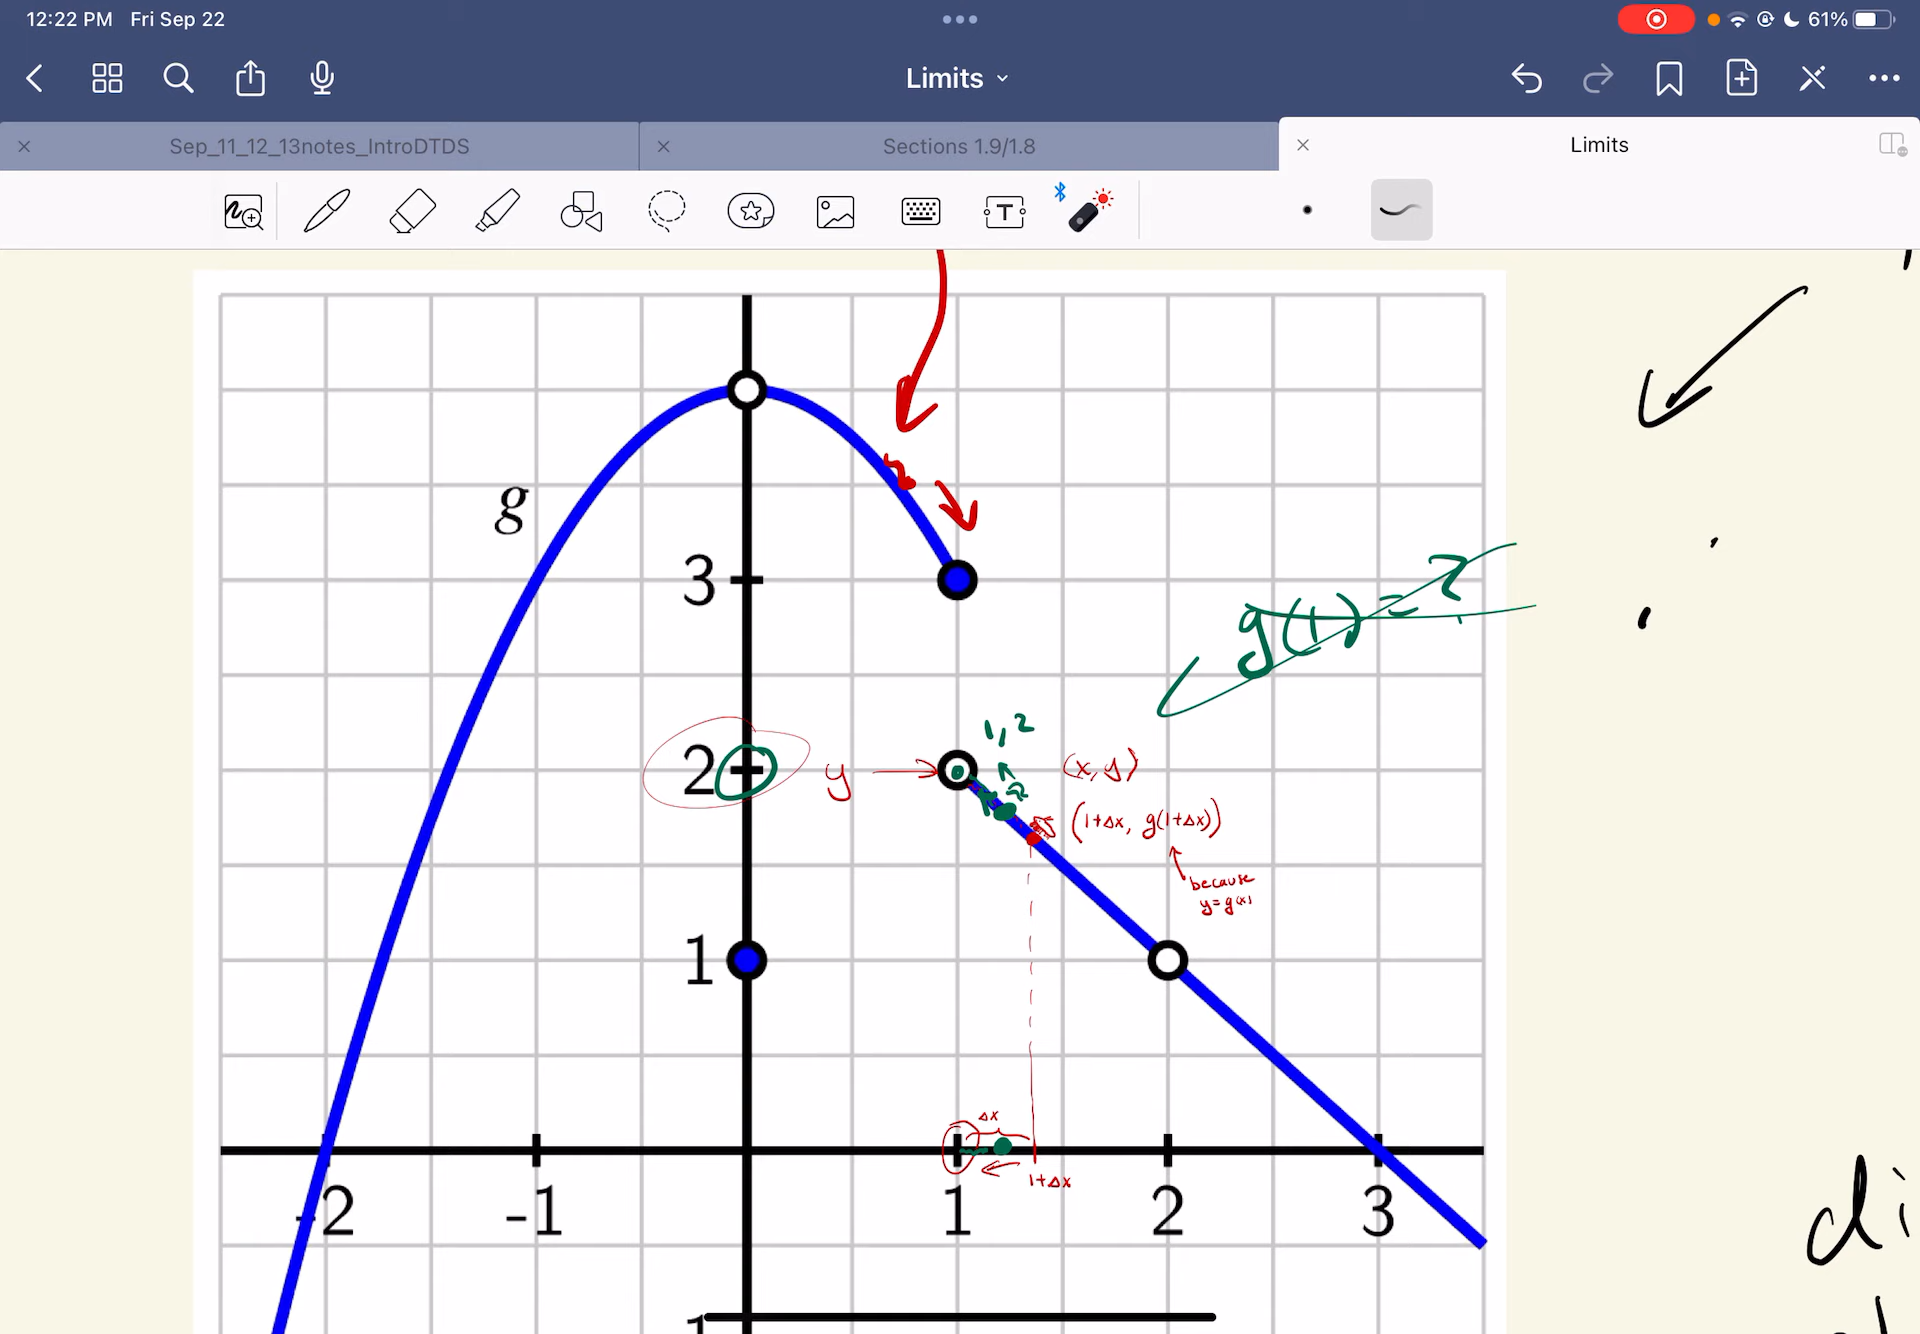 12:22 PM Fri Sep 22
61%
Limits
Sep_11_12_13notes_IntroDTDS
Sections 1.9/1.8
Limits
T
g
3
g(1) =
1, 2
2
y
(x, y)
(1+Δx, g(1+Δx))
because
y=g(x)
1
Δx
1+Δx
-2
-1
1
2
3
di